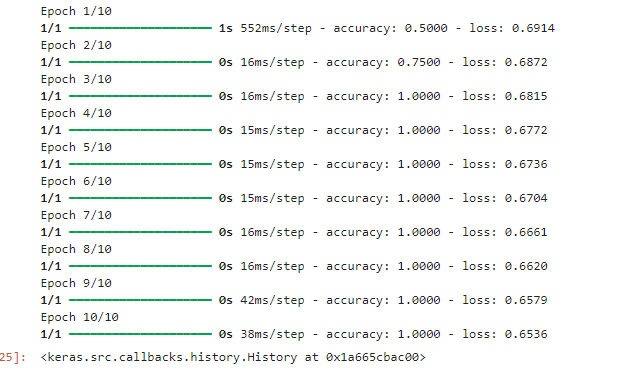 Epoch 1/10
1/1 ━━━━━━━━━━━━━━━━━━━━ 1s 552ms/step - accuracy: 0.5000 - loss: 0.6914
Epoch 2/10
1/1 ━━━━━━━━━━━━━━━━━━━━ 0s 16ms/step - accuracy: 0.7500 - loss: 0.6872
Epoch 3/10
1/1 ━━━━━━━━━━━━━━━━━━━━ 0s 16ms/step - accuracy: 1.0000 - loss: 0.6815
Epoch 4/10
1/1 ━━━━━━━━━━━━━━━━━━━━ 0s 15ms/step - accuracy: 1.0000 - loss: 0.6772
Epoch 5/10
1/1 ━━━━━━━━━━━━━━━━━━━━ 0s 15ms/step - accuracy: 1.0000 - loss: 0.6736
Epoch 6/10
1/1 ━━━━━━━━━━━━━━━━━━━━ 0s 15ms/step - accuracy: 1.0000 - loss: 0.6704
Epoch 7/10
1/1 ━━━━━━━━━━━━━━━━━━━━ 0s 16ms/step - accuracy: 1.0000 - loss: 0.6661
Epoch 8/10
1/1 ━━━━━━━━━━━━━━━━━━━━ 0s 16ms/step - accuracy: 1.0000 - loss: 0.6620
Epoch 9/10
1/1 ━━━━━━━━━━━━━━━━━━━━ 0s 42ms/step - accuracy: 1.0000 - loss: 0.6579
Epoch 10/10
1/1 ━━━━━━━━━━━━━━━━━━━━ 0s 38ms/step - accuracy: 1.0000 - loss: 0.6536
25]: <keras.src.callbacks.history.History at 0x1a665cbac00>